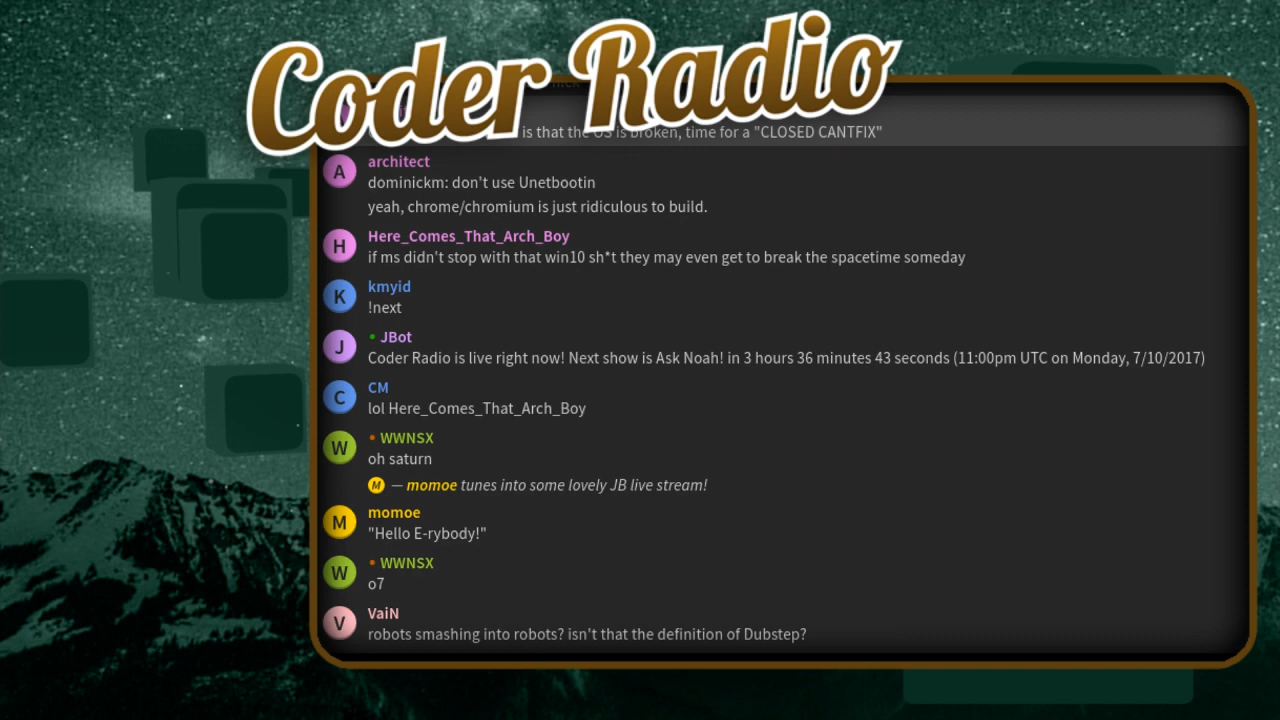 Coder Radio
is that the OS is broken, time for a "CLOSED CANTFIX"
A
architect
dominickm: don't use Unetbootin
yeah, chrome/chromium is just ridiculous to build.
H
Here_Comes_That_Arch_Boy
if ms didn't stop with that win10 sh*t they may even get to break the spacetime someday
K
kmyid
!next
J
• JBot
Coder Radio is live right now! Next show is Ask Noah! in 3 hours 36 minutes 43 seconds (11:00pm UTC on Monday, 7/10/2017)
C
CM
lol Here_Comes_That_Arch_Boy
W
• WWNSX
oh saturn
M — momoe tunes into some lovely JB live stream!
M
momoe
"Hello E-rybody!"
W
• WWNSX
o7
V
VaiN
robots smashing into robots? isn't that the definition of Dubstep?